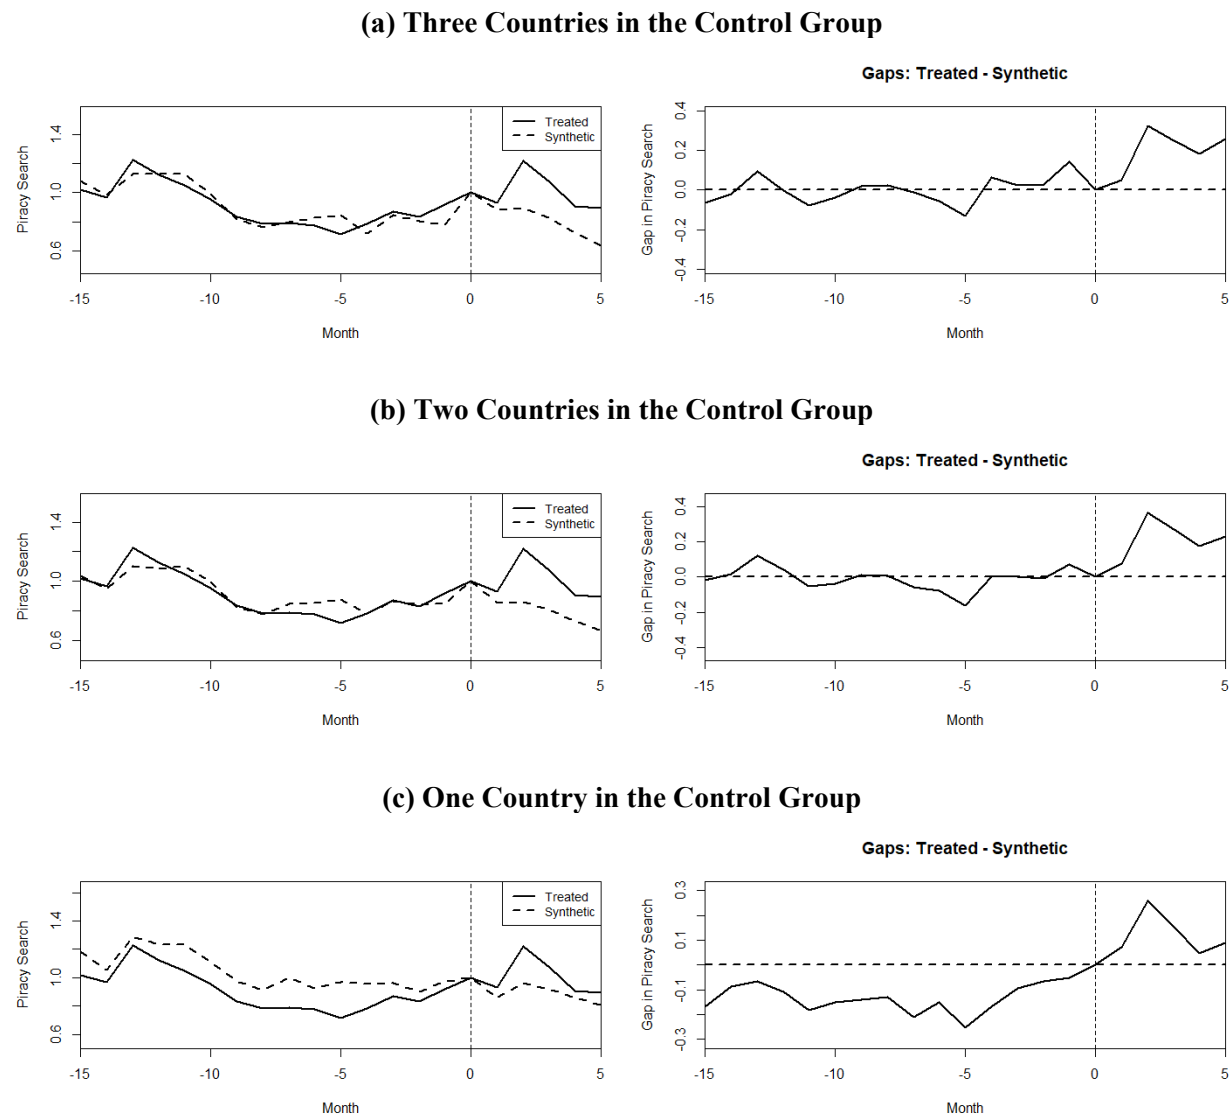 (a) Three Countries in the Control Group
Gaps: Treated - Synthetic
Piracy Search
0.6 1.0 1.4
Treated
Synthetic
-15 -10 -5 0 5
Month
Gap in Piracy Search
-0.4 -0.2 0.0 0.2 0.4
-15 -10 -5 0 5
Month
(b) Two Countries in the Control Group
Gaps: Treated - Synthetic
Piracy Search
0.6 1.0 1.4
Treated
Synthetic
-15 -10 -5 0 5
Month
Gap in Piracy Search
-0.4 -0.2 0.0 0.2 0.4
-15 -10 -5 0 5
Month
(c) One Country in the Control Group
Gaps: Treated - Synthetic
Piracy Search
0.6 1.0 1.4
Treated
Synthetic
-15 -10 -5 0 5
Month
Gap in Piracy Search
-0.3 -0.1 0.1 0.3
-15 -10 -5 0 5
Month